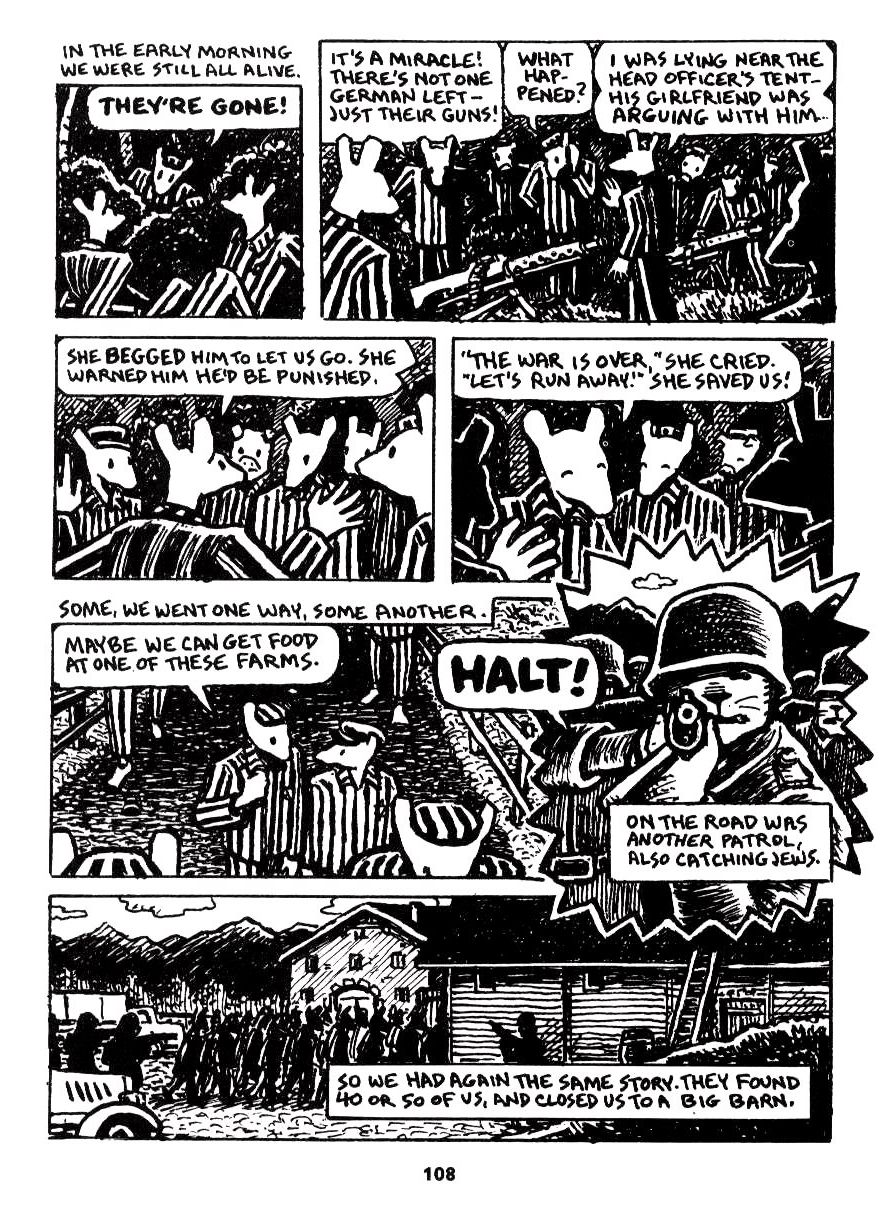 IN THE EARLY MORNING
WE WERE STILL ALL ALIVE.
THEY'RE GONE!
IT'S A MIRACLE!
THERE'S NOT ONE
GERMAN LEFT—
JUST THEIR GUNS!
WHAT
HAP-
PENED?
I WAS LYING NEAR THE
HEAD OFFICER'S TENT—
HIS GIRLFRIEND WAS
ARGUING WITH HIM...
SHE BEGGED HIM TO LET US GO. SHE
WARNED HIM HE'D BE PUNISHED.
"THE WAR IS OVER," SHE CRIED.
"LET'S RUN AWAY!" SHE SAVED US!
SOME, WE WENT ONE WAY, SOME ANOTHER.
MAYBE WE CAN GET FOOD
AT ONE OF THESE FARMS.
HALT!
ON THE ROAD WAS
ANOTHER PATROL,
ALSO CATCHING JEWS.
SO WE HAD AGAIN THE SAME STORY. THEY FOUND
40 OR 50 OF US, AND CLOSED US TO A BIG BARN.
108